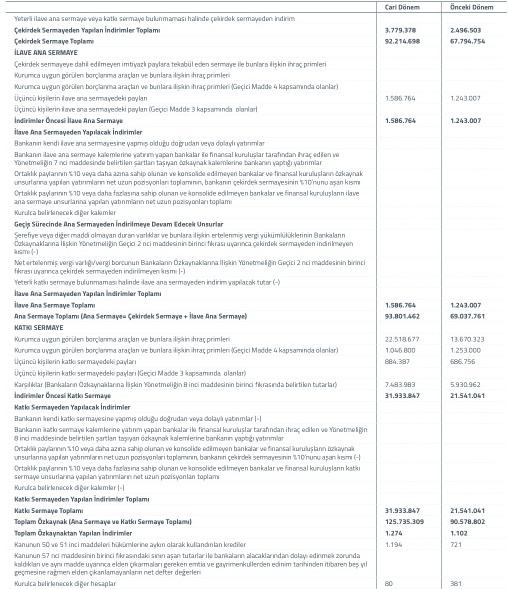 Cari Dönem Önceki Dönem
Yeterli ilave ana sermaye veya katkı sermaye bulunmaması halinde çekirdek sermayeden indirim
Çekirdek Sermayeden Yapılan İndirimler Toplamı 3.779.378 2.496.503
Çekirdek Sermaye Toplamı 92.214.698 67.794.754
İLAVE ANA SERMAYE
Çekirdek sermayeye dahil edilmeyen imtiyazlı paylara tekabül eden sermaye ile bunlara ilişkin ihraç primleri
Kurumca uygun görülen borçlanma araçları ve bunlara ilişkin ihraç primleri
Kurumca uygun görülen borçlanma araçları ve bunlara ilişkin ihraç primleri (Geçici Madde 4 kapsamında olanlar)
Üçüncü kişilerin ilave ana sermayedeki payları 1.586.764 1.243.007
Üçüncü kişilerin ilave ana sermayedeki payları (Geçici Madde 3 kapsamında olanlar)
İndirimler Öncesi İlave Ana Sermaye 1.586.764 1.243.007
İlave Ana Sermayeden Yapılacak İndirimler
Bankanın kendi ilave ana sermayesine yapmış olduğu doğrudan veya dolaylı yatırımlar
Bankanın ilave ana sermaye kalemlerine yatırım yapan bankalar ile finansal kuruluşlar tarafından ihraç edilen ve
Yönetmeliğin 7 nci maddesinde belirtilen şartları taşıyan özkaynak kalemlerine bankanın yaptığı yatırımlar
Ortaklık paylarının %10 veya daha azına sahip olunan ve konsolide edilmeyen bankalar ve finansal kuruluşların özkaynak
unsurlarına yapılan yatırımların net uzun pozisyonları toplamının, bankanın çekirdek sermayesinin %10'nunu aşan kısmı
Ortaklık paylarının %10 veya daha fazlasına sahip olunan ve konsolide edilmeyen bankalar ve finansal kuruluşların ilave
ana sermaye unsurlarına yapılan yatırımların net uzun pozisyonları toplamı
Kurulca belirlenecek diğer kalemler
Geçiş Sürecinde Ana Sermayeden İndirilmeye Devam Edecek Unsurlar
Şerefiye veya diğer maddi olmayan duran varlıklar ve bunlara ilişkin ertelenmiş vergi yükümlülüklerinin Bankaların
Özkaynaklarına İlişkin Yönetmeliğin Geçici 2 nci maddesinin birinci fıkrası uyarınca çekirdek sermayeden indirilmeyen
kısmı (-)
Net ertelenmiş vergi varlığı/vergi borcunun Bankaların Özkaynaklarına İlişkin Yönetmeliğin Geçici 2 nci maddesinin birinci
fıkrası uyarınca çekirdek sermayeden indirilmeyen kısmı (-)
Yeterli katkı sermaye bulunmaması halinde ilave ana sermayeden indirim yapılacak tutar (-)
İlave Ana Sermayeden Yapılan İndirimler Toplamı
İlave Ana Sermaye Toplamı 1.586.764 1.243.007
Ana Sermaye Toplamı (Ana Sermaye= Çekirdek Sermaye + İlave Ana Sermaye) 93.801.462 69.037.761
KATKI SERMAYE
Kurumca uygun görülen borçlanma araçları ve bunlara ilişkin ihraç primleri 22.518.677 13.670.323
Kurumca uygun görülen borçlanma araçları ve bunlara ilişkin ihraç primleri (Geçici Madde 4 kapsamında olanlar) 1.046.800 1.253.000
Üçüncü kişilerin katkı sermayedeki payları 884.387 686.756
Üçüncü kişilerin katkı sermayedeki payları (Geçici Madde 3 kapsamında olanlar)
Karşılıklar (Bankaların Özkaynaklarına İlişkin Yönetmeliğin 8 inci maddesinin birinci fıkrasında belirtilen tutarlar) 7.483.983 5.930.962
İndirimler Öncesi Katkı Sermaye 31.933.847 21.541.041
Katkı Sermayeden Yapılacak İndirimler
Bankanın kendi katkı sermayesine yapmış olduğu doğrudan veya dolaylı yatırımlar (-)
Bankanın katkı sermaye kalemlerine yatırım yapan bankalar ile finansal kuruluşlar tarafından ihraç edilen ve Yönetmeliğin
8 inci maddesinde belirtilen şartları taşıyan özkaynak kalemlerine bankanın yaptığı yatırımlar
Ortaklık paylarının %10 veya daha azına sahip olunan ve konsolide edilmeyen bankalar ve finansal kuruluşların özkaynak
unsurlarına yapılan yatırımların net uzun pozisyonları toplamının, bankanın çekirdek sermayesinin %10'nunu aşan kısmı (-)
Ortaklık paylarının %10 veya daha fazlasına sahip olunan ve konsolide edilmeyen bankalar ve finansal kuruluşların katkı
sermaye unsurlarına yapılan yatırımların net uzun pozisyonları toplamı
Kurulca belirlenecek diğer kalemler (-)
Katkı Sermayeden Yapılan İndirimler Toplamı
Katkı Sermaye Toplamı 31.933.847 21.541.041
Toplam Özkaynak (Ana Sermaye ve Katkı Sermaye Toplamı) 125.735.309 90.578.802
Toplam Özkaynaktan Yapılan İndirimler 1.274 1.102
Kanunun 50 ve 51 inci maddeleri hükümlerine aykırı olarak kullandırılan krediler 1.194 721
Kanunun 57 nci maddesinin birinci fıkrasındaki sınırı aşan tutarlar ile bankaların alacaklarından dolayı edinmek zorunda
kaldıkları ve aynı madde uyarınca elden çıkarmaları gereken emtia ve gayrimenkullerden edinim tarihinden itibaren beş yıl
geçmesine rağmen elden çıkarılamayanların net defter değerleri
Kurulca belirlenecek diğer hesaplar 80 381